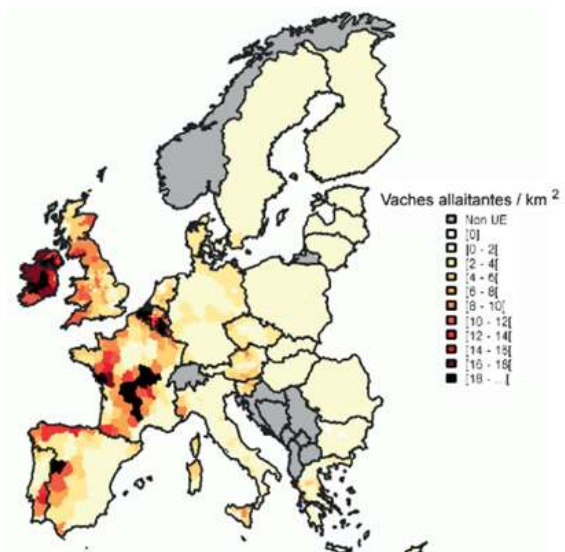 Vaches allaitantes / km 2
Non UE
[0]
]0 - 2[
[2 - 4[
[4 - 6[
[6 - 8[
[8 - 10[
[10 - 12[
[12 - 14[
[14 - 15[
[16 - 18[
[18 - ...[